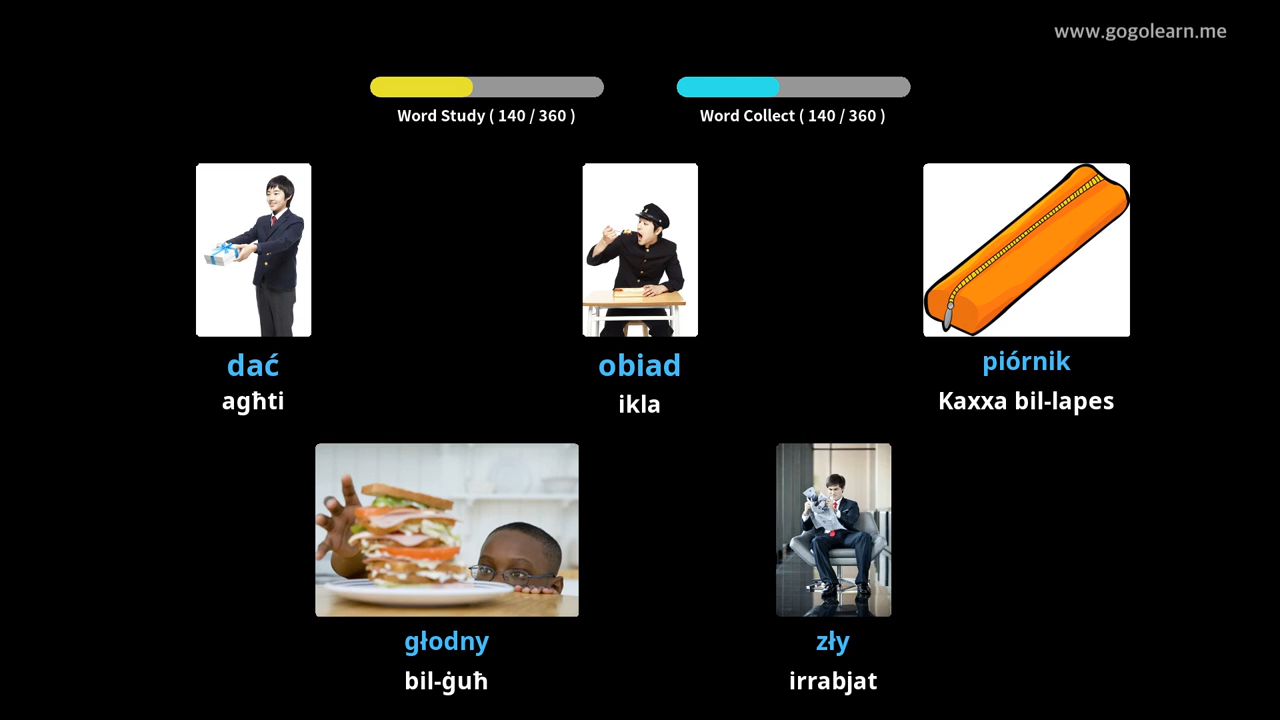 www.gogolearn.me
Word Study ( 140 / 360 )
Word Collect ( 140 / 360 )
dać
agħti
obiad
ikla
piórnik
Kaxxa bil-lapes
głodny
bil-ġuħ
zły
irrabjat